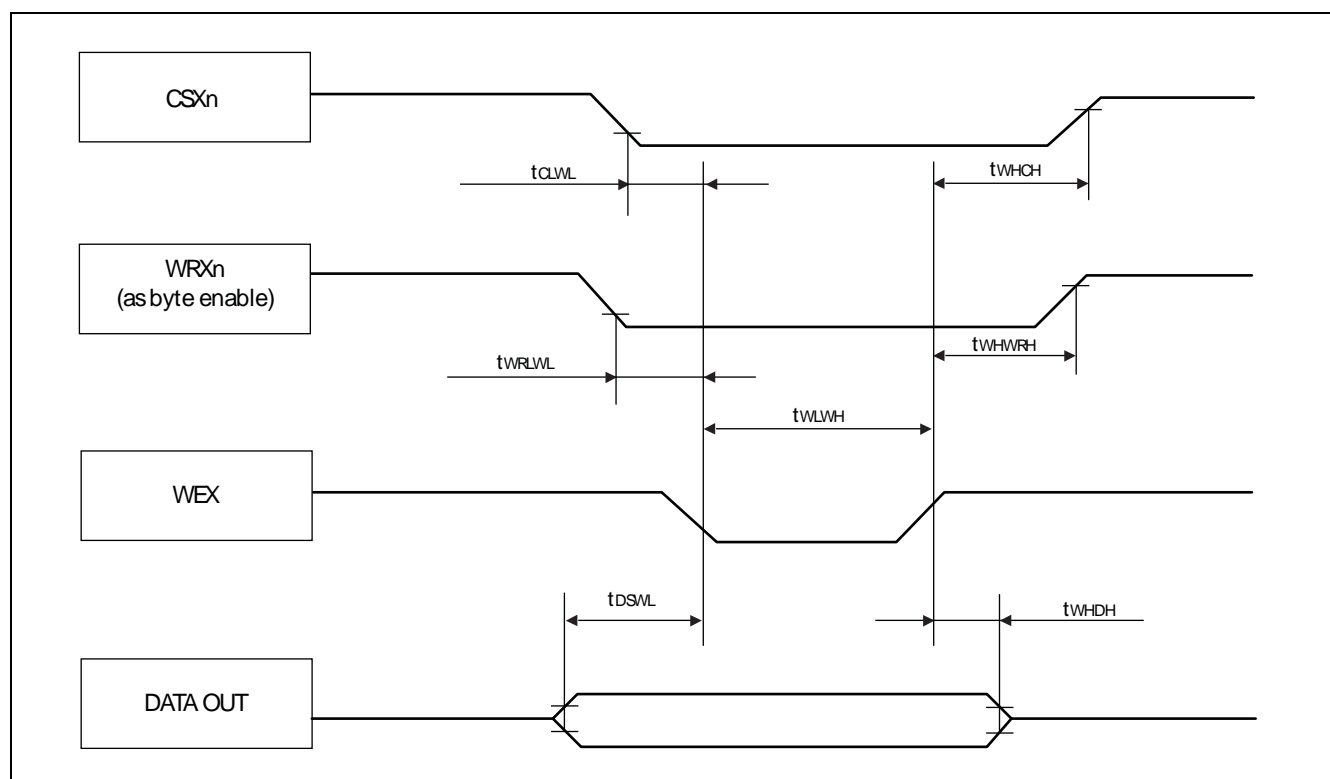 CSXn
tCLWL
tWHCH
WRXn
(as byte enable)
tWHWRH
tWRLWL
tWLWH
WEX
tDSWL
tWHDH
DATA OUT